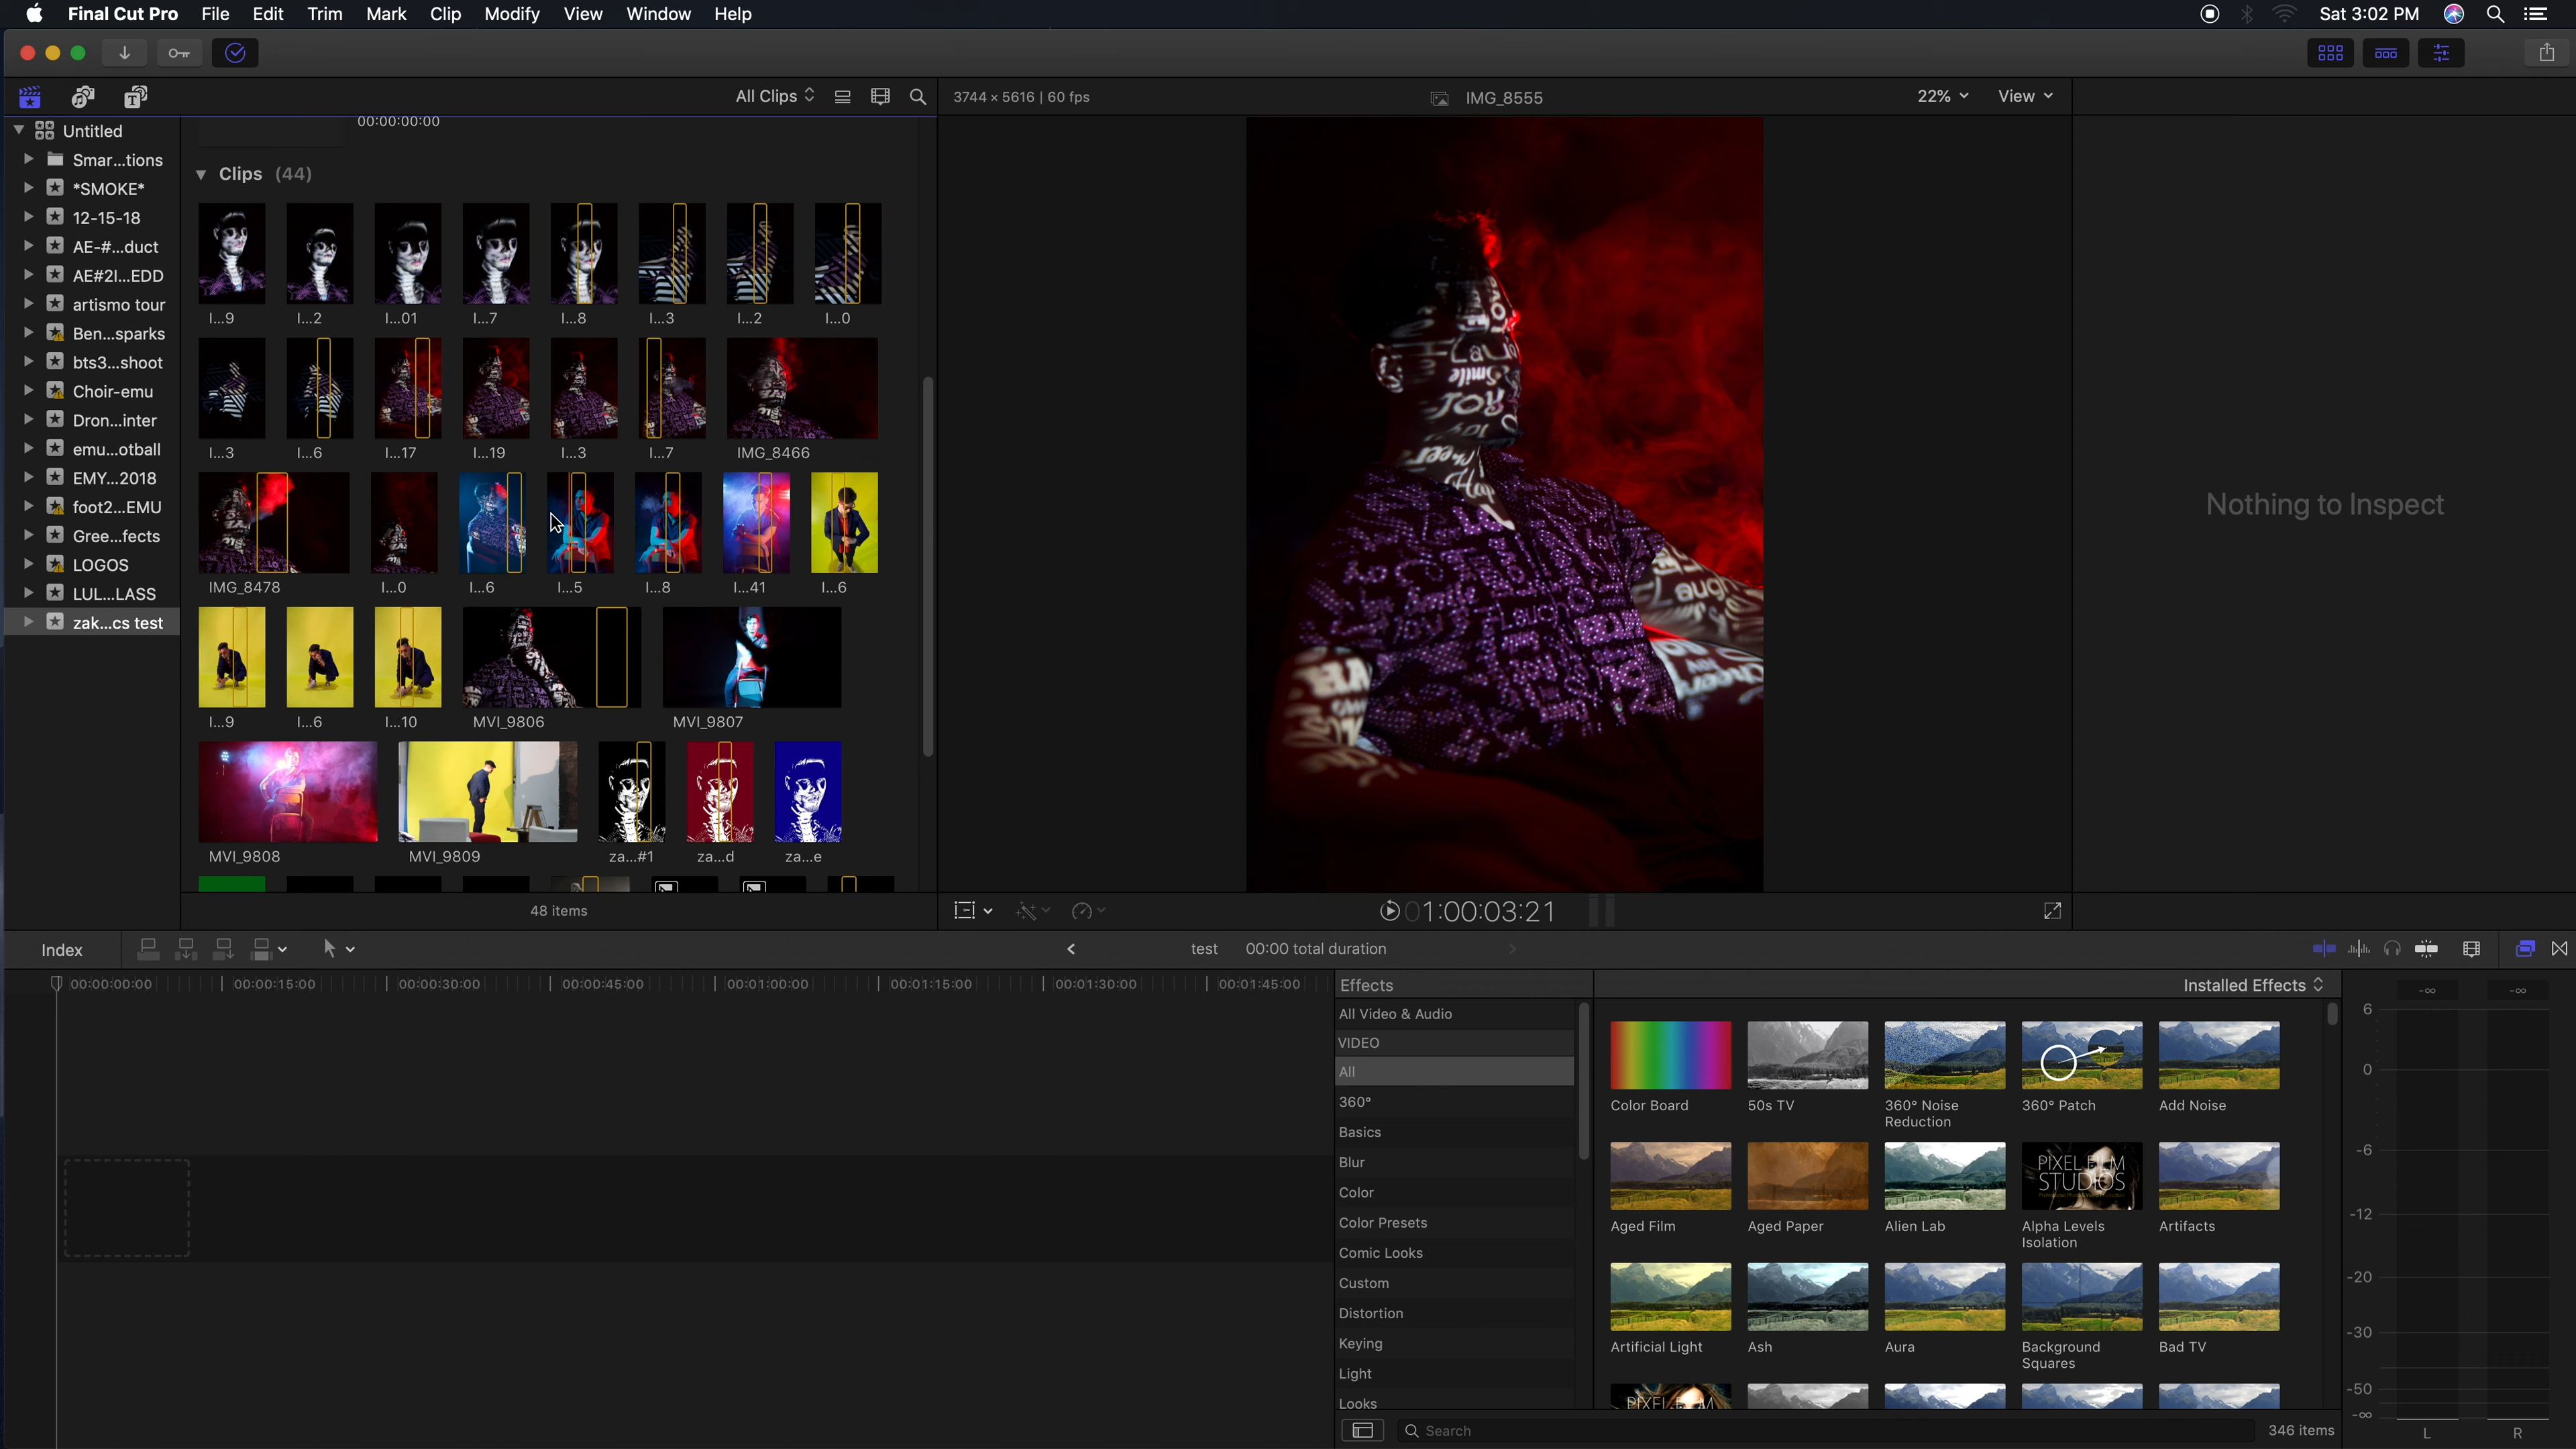 Final Cut Pro File Edit Trim Mark Clip Modify View Window Help Sat 3:02 PM
All Clips 3744 × 5616 | 60 fps IMG_8555 22% View
Untitled
Smar...tions
*SMOKE*
12-15-18
AE-#...duct
AE#2I...EDD
artismo tour
Ben...sparks
bts3...shoot
Choir-emu
Dron...inter
emu...otball
EMY...2018
foot2...EMU
Gree...fects
LOGOS
LUL...LASS
zak...cs test
00:00:00:00
Clips (44)
I...9 I...2 I...01 I...7 I...8 I...3 I...2 I...0
I...3 I...6 I...17 I...19 I...3 I...7 IMG_8466
IMG_8478 I...0 I...6 I...5 I...8 I...41 I...6
I...9 I...6 I...10 MVI_9806 MVI_9807
MVI_9808 MVI_9809 za...#1 za...d za...e
48 items
Smile
Laugh
Nothing to Inspect
01:00:03:21
Index test 00:00 total duration
00:00:00:00 00:00:15:00 00:00:30:00 00:00:45:00 00:01:00:00 00:01:15:00 00:01:30:00 00:01:45:00
Effects Installed Effects
All Video & Audio
VIDEO
All
360°
Basics
Blur
Color
Color Presets
Comic Looks
Custom
Distortion
Keying
Light
Looks
Color Board 50s TV 360° Noise Reduction 360° Patch Add Noise
PIXEL FILM
STUDIOS
Aged Film Aged Paper Alien Lab Alpha Levels Isolation Artifacts
Artificial Light Ash Aura Background Squares Bad TV
Search 346 items
-∞ -∞
6
0
-6
-12
-20
-30
-50
-∞
L R